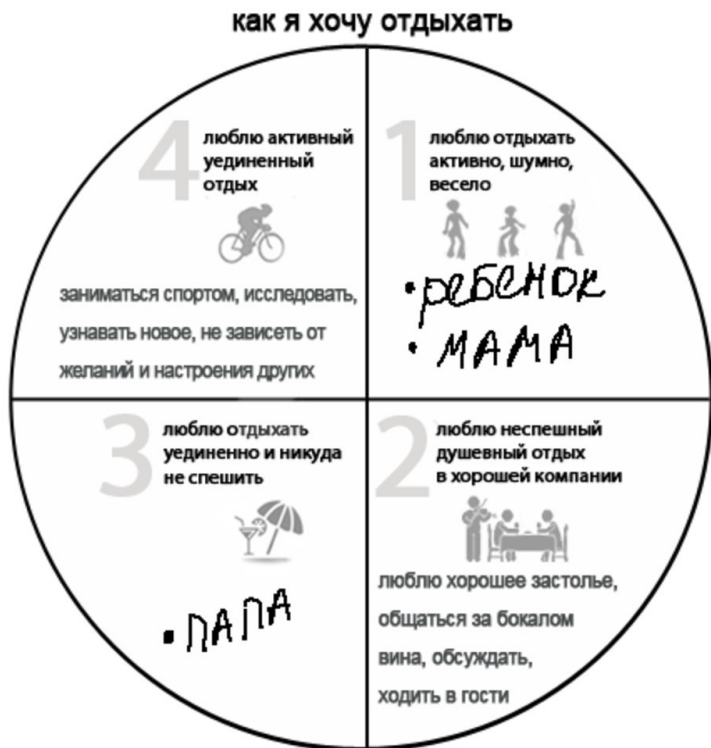 как я хочу отдыхать
4
люблю активный
уединенный
отдых
заниматься спортом, исследовать,
узнавать новое, не зависеть от
желаний и настроения других
1
люблю отдыхать
активно, шумно,
весело
• РЕБЕНОК
• МАМА
3
люблю отдыхать
уединенно и никуда
не спешить
• ПАПА
2
люблю неспешный
душевный отдых
в хорошей компании
люблю хорошее застолье,
общаться за бокалом
вина, обсуждать,
ходить в гости